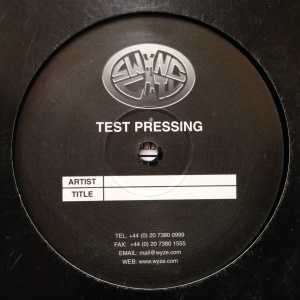 TEST PRESSING
ARTIST
TITLE
TEL: +44 (0) 20 7380 0999
FAX: +44 (0) 20 7380 1555
EMAIL: mail@wyze.com
WEB: www.wyze.com